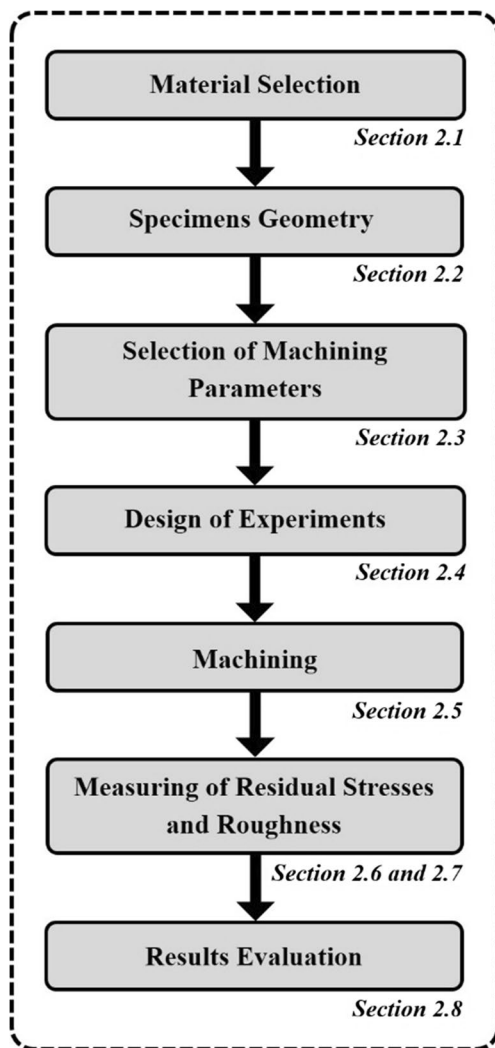 Material Selection
Section 2.1
Specimens Geometry
Section 2.2
Selection of Machining
Parameters
Section 2.3
Design of Experiments
Section 2.4
Machining
Section 2.5
Measuring of Residual Stresses
and Roughness
Section 2.6 and 2.7
Results Evaluation
Section 2.8